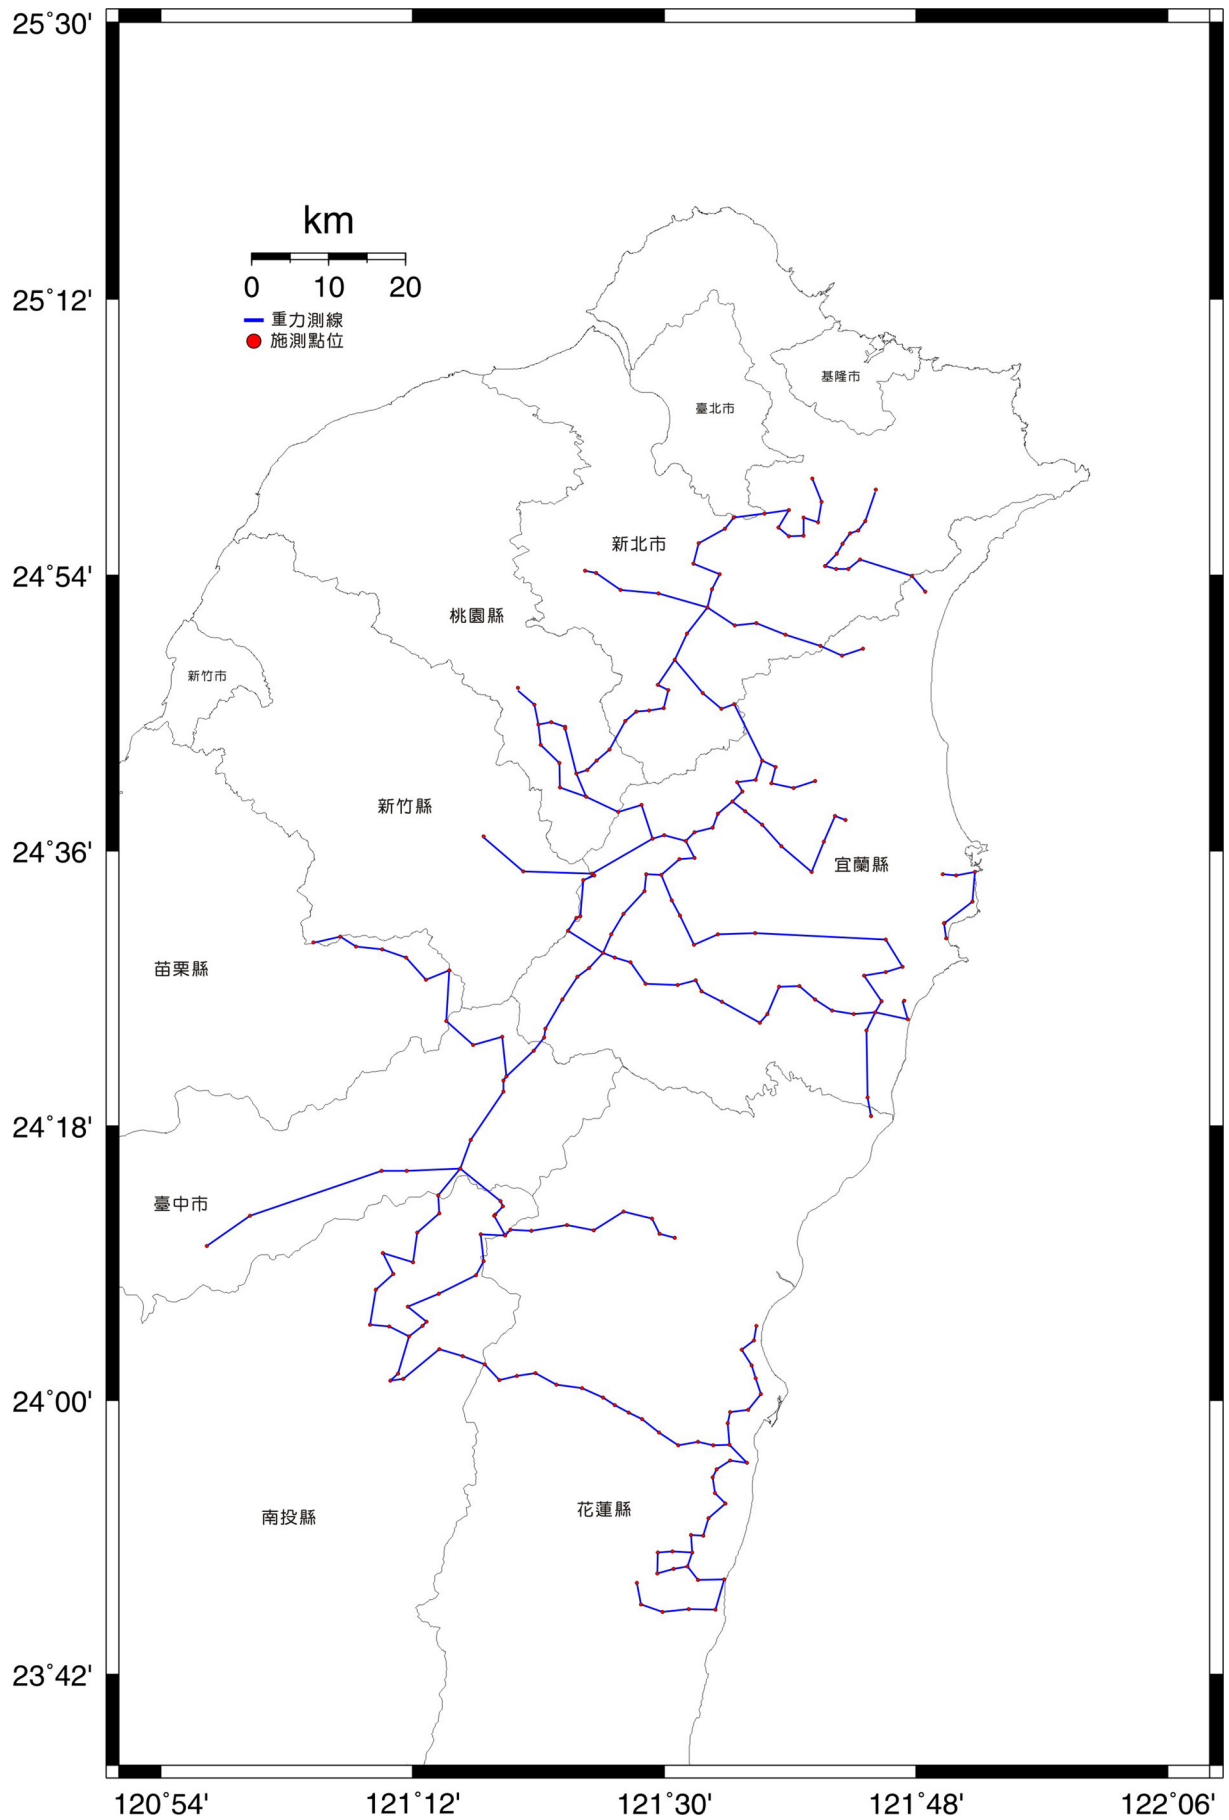 25°30'
km
0 10 20
25°12'
重力測線
施測點位
基隆市
臺北市
新北市
24°54'
桃園縣
新竹市
新竹縣
24°36'
宜蘭縣
苗栗縣
24°18'
臺中市
24°00'
花蓮縣
南投縣
23°42'
120°54' 121°12' 121°30' 121°48' 122°06'